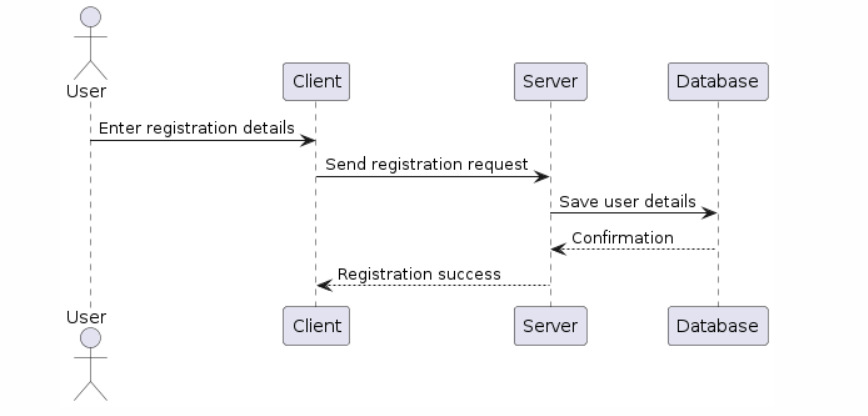 User
Client
Server
Database
Enter registration details
Send registration request
Save user details
Confirmation
Registration success
User
Client
Server
Database